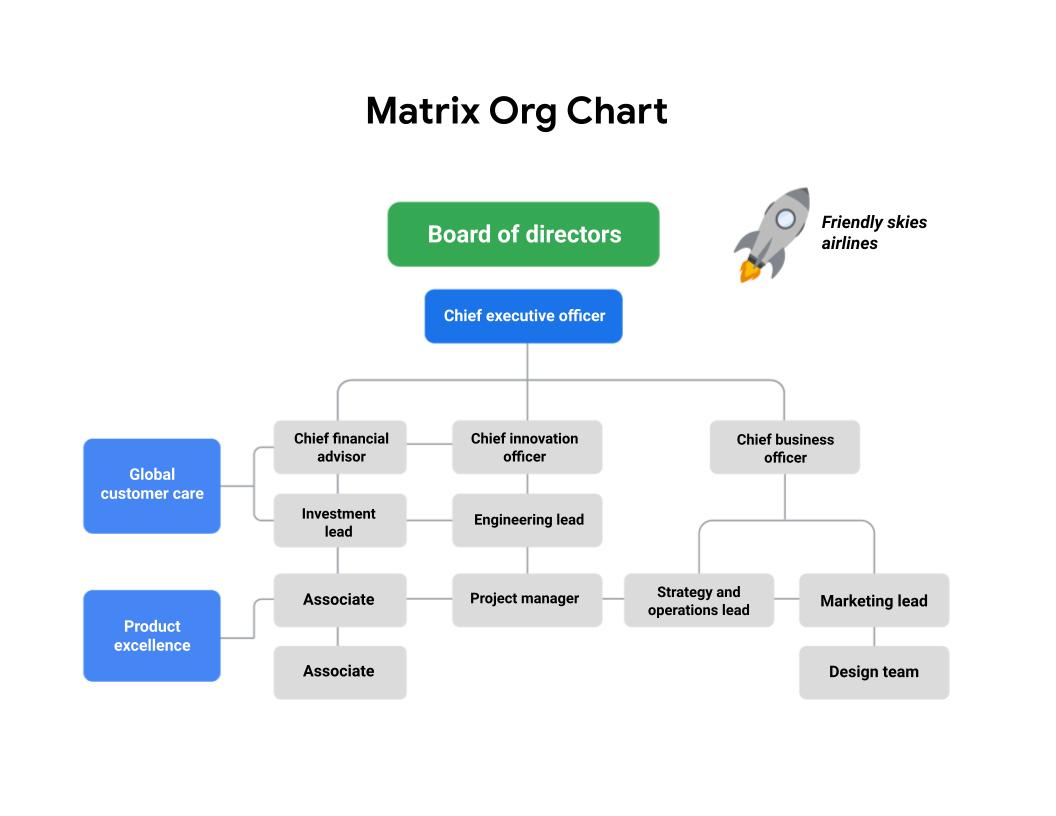 Matrix Org Chart
Board of directors
Friendly skies
airlines
Chief executive officer
Chief financial
advisor
Chief innovation
officer
Chief business
officer
Global
customer care
Investment
lead
Engineering lead
Associate
Project manager
Strategy and
operations lead
Marketing lead
Product
excellence
Associate
Design team